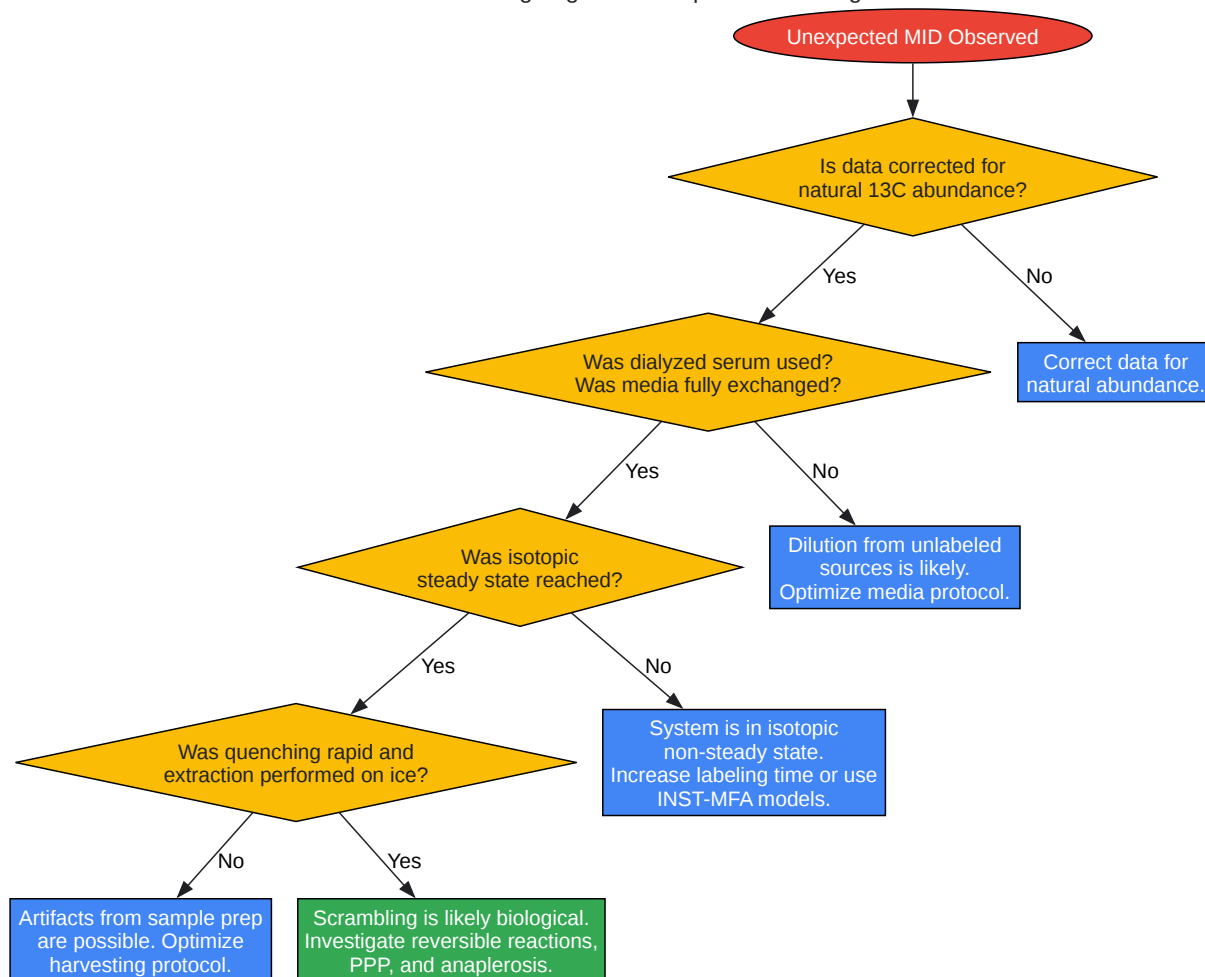 Unexpected MID Observed
Is data corrected for
natural 13C abundance?
Yes
No
Was dialyzed serum used?
Was media fully exchanged?
Correct data for
natural abundance.
Yes
No
Was isotopic
steady state reached?
Dilution from unlabeled
sources is likely.
Optimize media protocol.
Yes
No
Was quenching rapid and
extraction performed on ice?
System is in isotopic
non-steady state.
Increase labeling time or use
INST-MFA models.
No
Yes
Artifacts from sample prep
are possible. Optimize
harvesting protocol.
Scrambling is likely biological.
Investigate reversible reactions,
PPP, and anaplerosis.